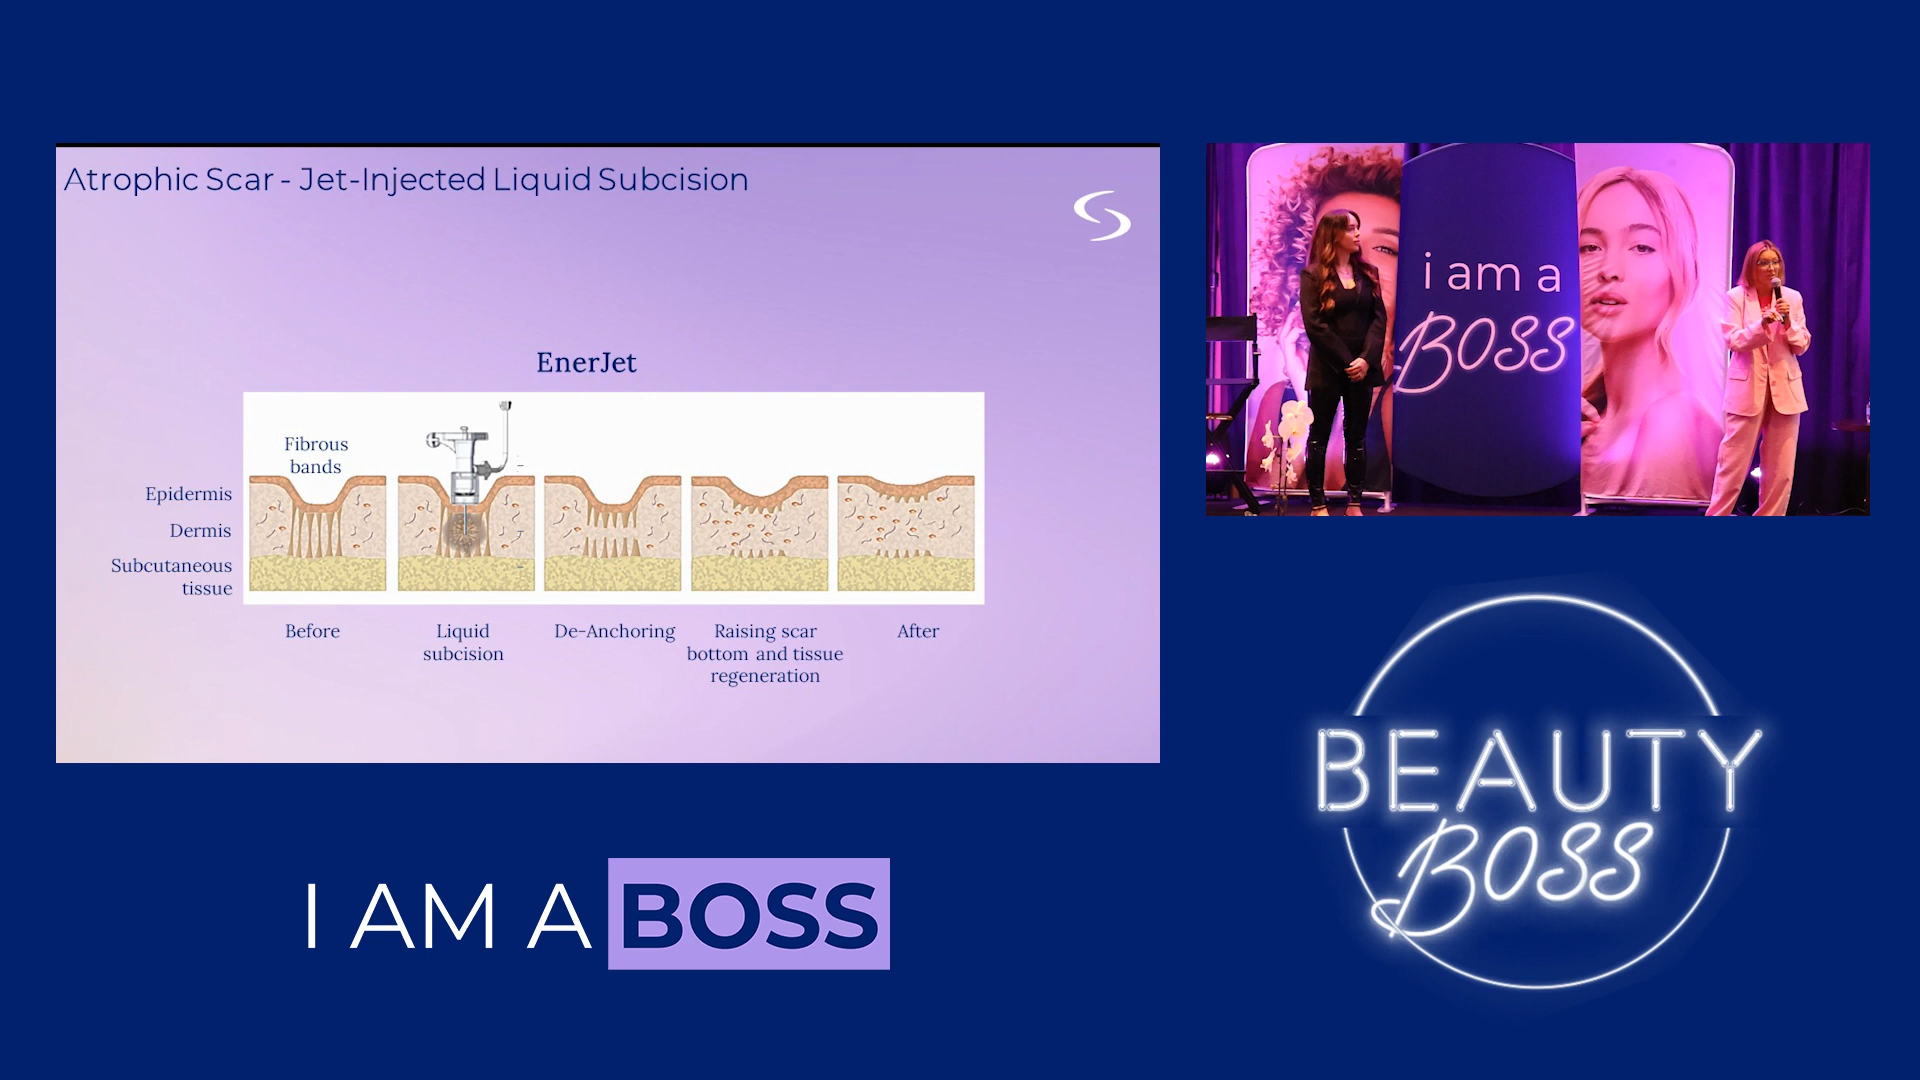 Atrophic Scar - Jet-Injected Liquid Subcision
EnerJet
Fibrous
bands
Epidermis
Dermis
Subcutaneous
tissue
Before
Liquid
subcision
De-Anchoring
Raising scar
bottom and tissue
regeneration
After
i am a
BOSS
BEAUTY
BOSS
I AM A BOSS